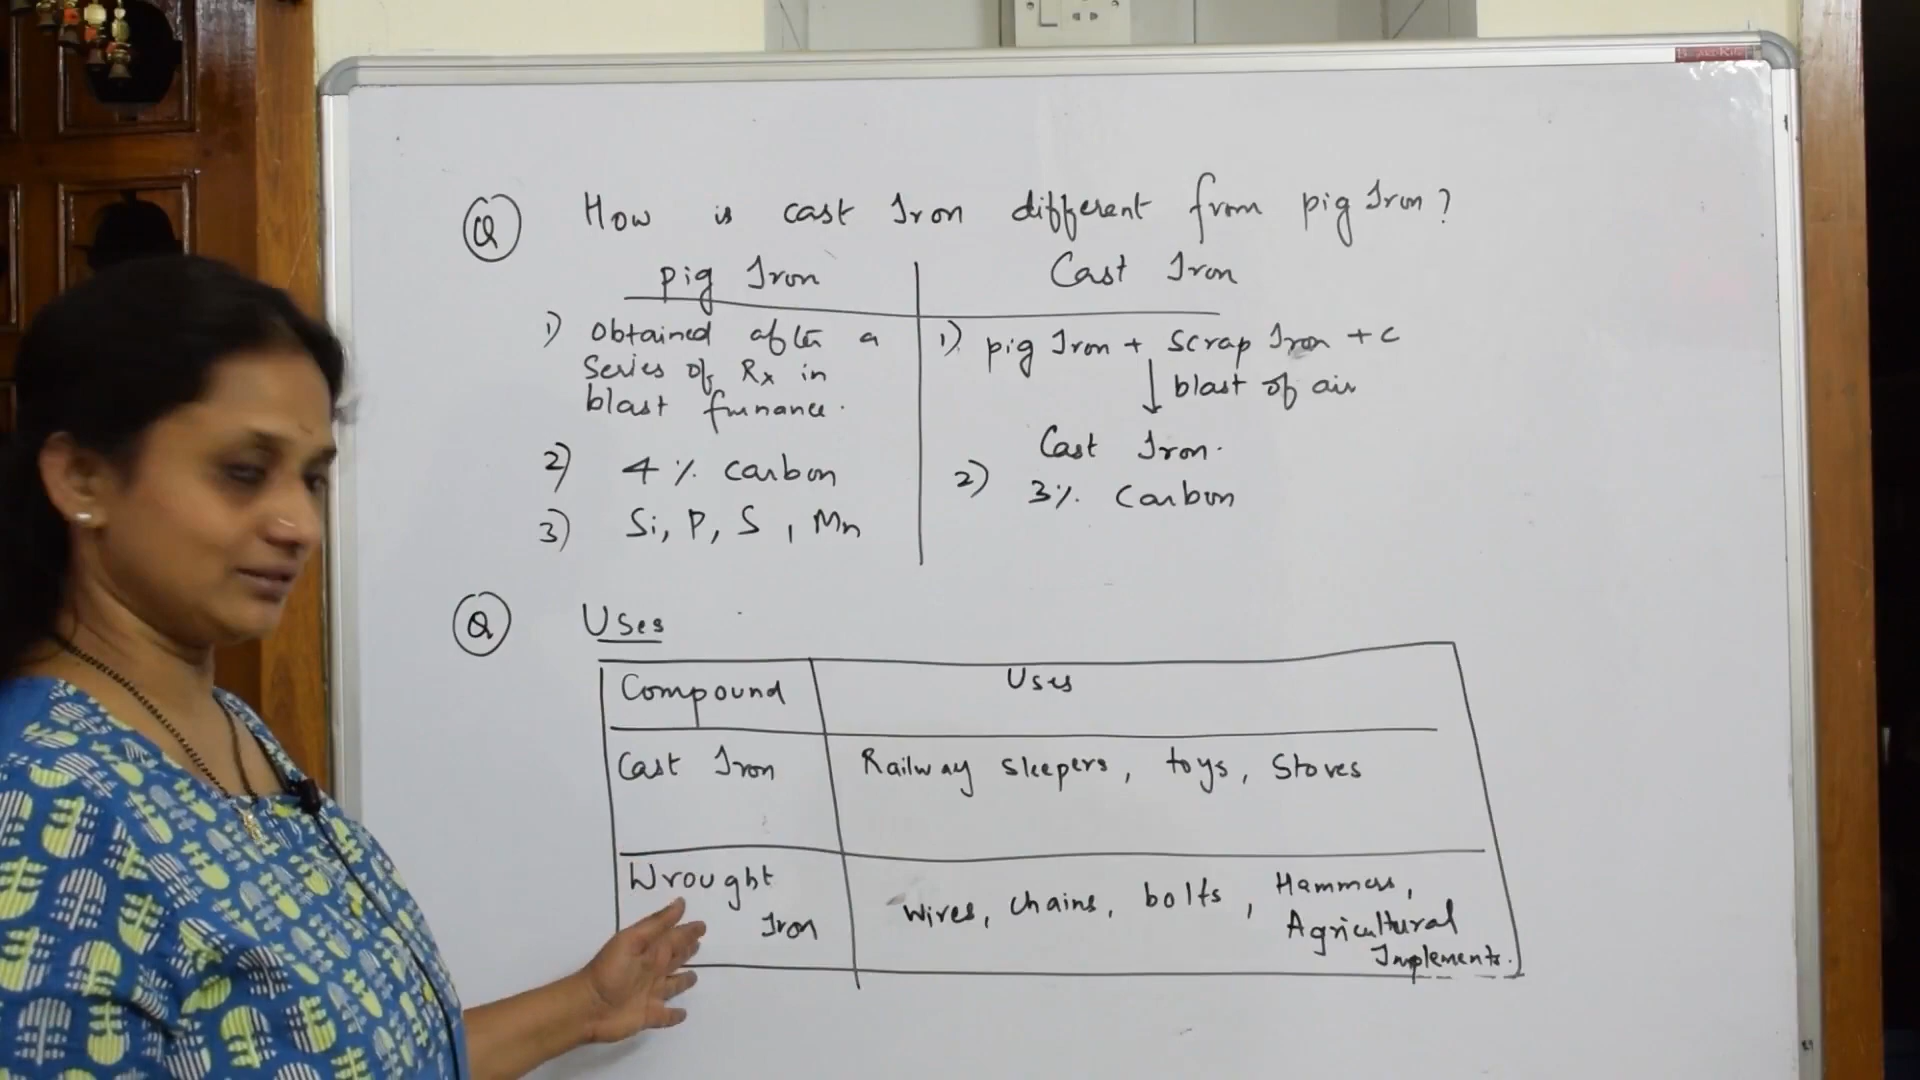 Q How is cast Iron different from pig Iron?
pig Iron
Cast Iron
1) Obtained after a
Series of Rx in
blast funance.
2) 4 % carbon
3) Si, P, S, Mn
1) pig Iron + Scrap Iron + C
blast of air
Cast Iron.
2) 3% Carbon
Q Uses
Compound
Uses
Cast Iron
Railway sleepers, toys, Stoves
Wrought
Iron
Wires, chains, bolts, Hammers,
Agricultural
Implements.